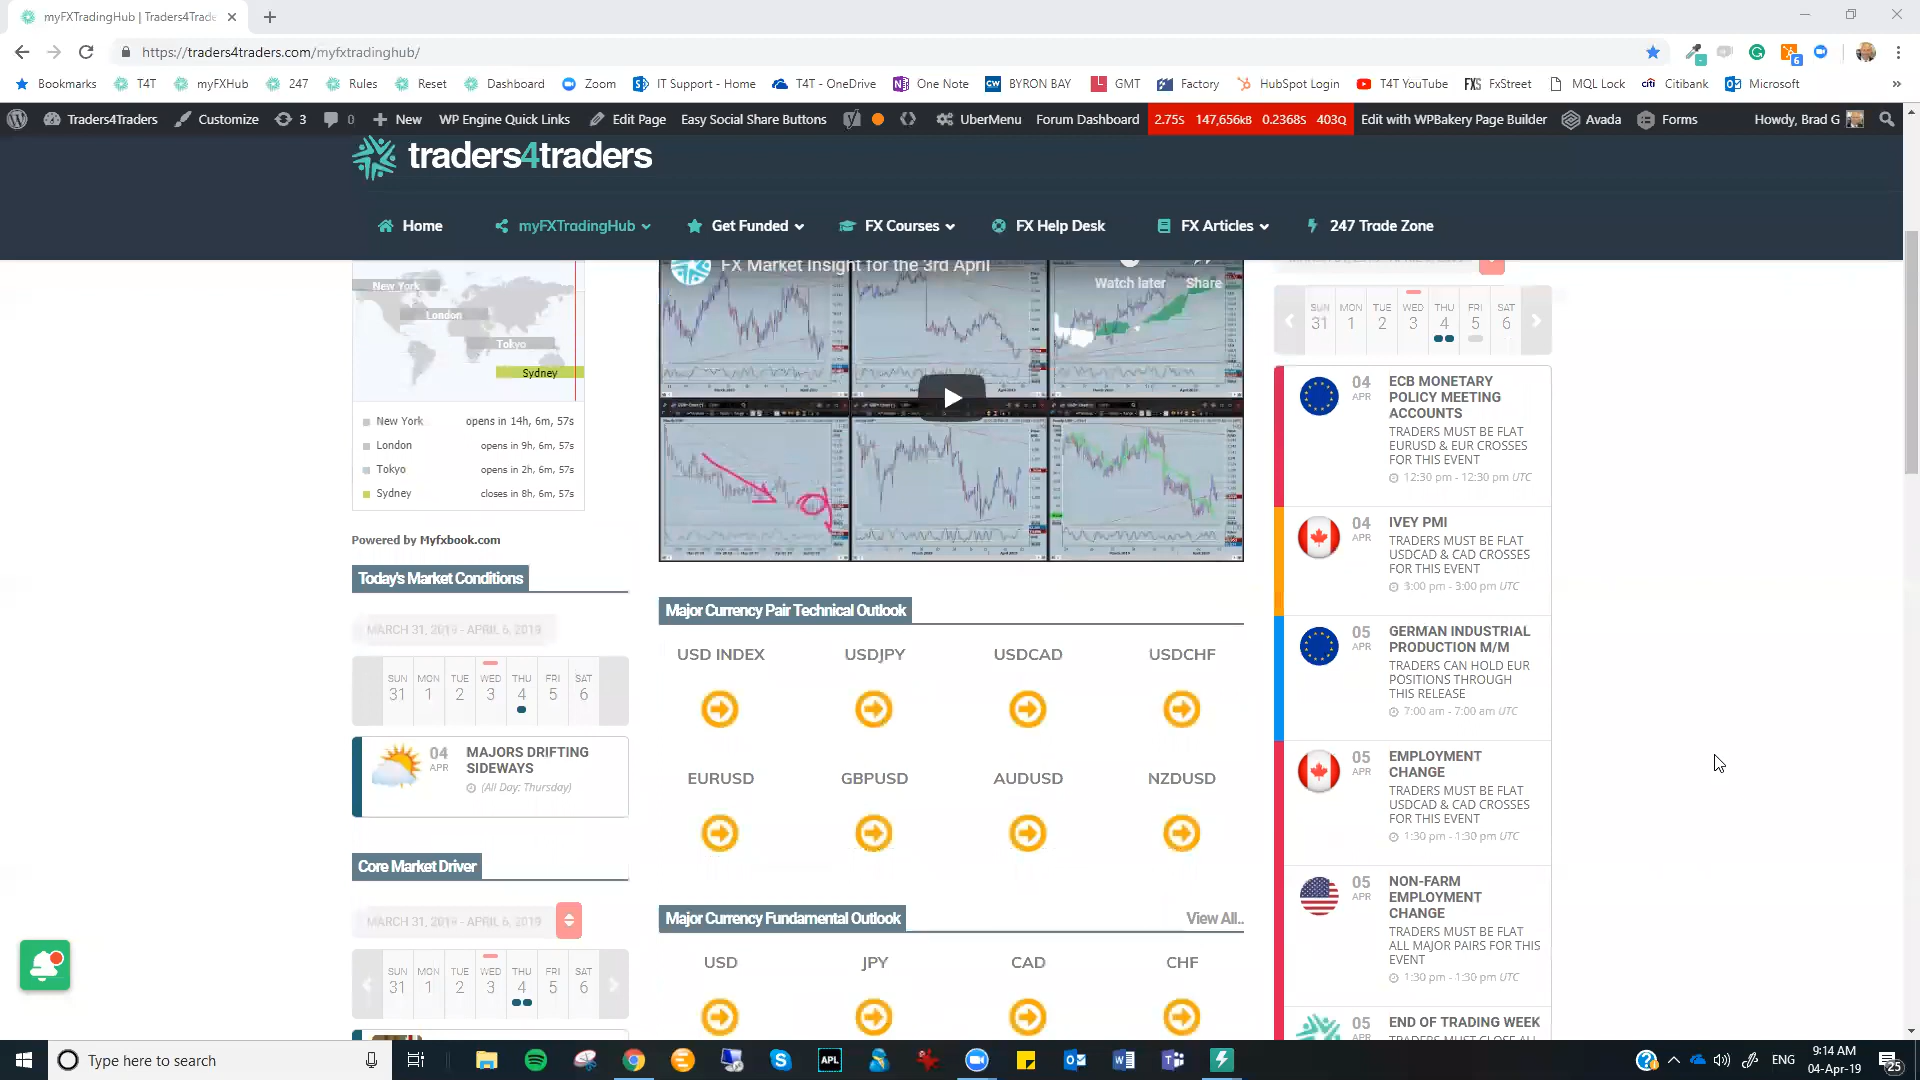 myFXTradingHub | Traders4Trade
https://traders4traders.com/myfxtradinghub/
6
Bookmarks T4T myFXHub 247 Rules Reset Dashboard Zoom IT Support - Home T4T - OneDrive One Note BYRON BAY GMT Factory HubSpot Login T4T YouTube FxStreet MQL Lock Citibank Microsoft »
Traders4Traders Customize 3 0 New WP Engine Quick Links Edit Page Easy Social Share Buttons UberMenu Forum Dashboard 2.75S 147,656KB 0.2368S 403Q Edit with WPBakery Page Builder Avada Forms Howdy, Brad G
traders4traders
Home myFXTradingHub Get Funded FX Courses FX Help Desk FX Articles 247 Trade Zone
New York
London
Tokyo
Sydney
New York opens in 14h, 6m, 57s
London opens in 9h, 6m, 57s
Tokyo opens in 2h, 6m, 57s
Sydney closes in 8h, 6m, 57s
Powered by Myfxbook.com
Today's Market Conditions
MARCH 31, 2019 - APRIL 6, 2019
SUN MON TUE WED THU FRI SAT
31 1 2 3 4 5 6
04 APR MAJORS DRIFTING SIDEWAYS
(All Day: Thursday)
Core Market Driver
MARCH 31, 2019 - APRIL 6, 2019
SUN MON TUE WED THU FRI SAT
31 1 2 3 4 5 6
FX Market Insight for the 3rd April
Watch later Share
Major Currency Pair Technical Outlook
USD INDEX USDJPY USDCAD USDCHF
EURUSD GBPUSD AUDUSD NZDUSD
Major Currency Fundamental Outlook View All..
USD JPY CAD CHF
SUN MON TUE WED THU FRI SAT
31 1 2 3 4 5 6
04 APR
ECB MONETARY
POLICY MEETING
ACCOUNTS
TRADERS MUST BE FLAT
EURUSD & EUR CROSSES
FOR THIS EVENT
12:30 pm - 12:30 pm UTC
04 APR
IVEY PMI
TRADERS MUST BE FLAT
USDCAD & CAD CROSSES
FOR THIS EVENT
3:00 pm - 3:00 pm UTC
05 APR
GERMAN INDUSTRIAL
PRODUCTION M/M
TRADERS CAN HOLD EUR
POSITIONS THROUGH
THIS RELEASE
7:00 am - 7:00 am UTC
05 APR
EMPLOYMENT
CHANGE
TRADERS MUST BE FLAT
USDCAD & CAD CROSSES
FOR THIS EVENT
1:30 pm - 1:30 pm UTC
05 APR
NON-FARM
EMPLOYMENT
CHANGE
TRADERS MUST BE FLAT
ALL MAJOR PAIRS FOR THIS
EVENT
1:30 pm - 1:30 pm UTC
05
END OF TRADING WEEK
Type here to search
APL
ENG
9:14 AM
04-Apr-19
25